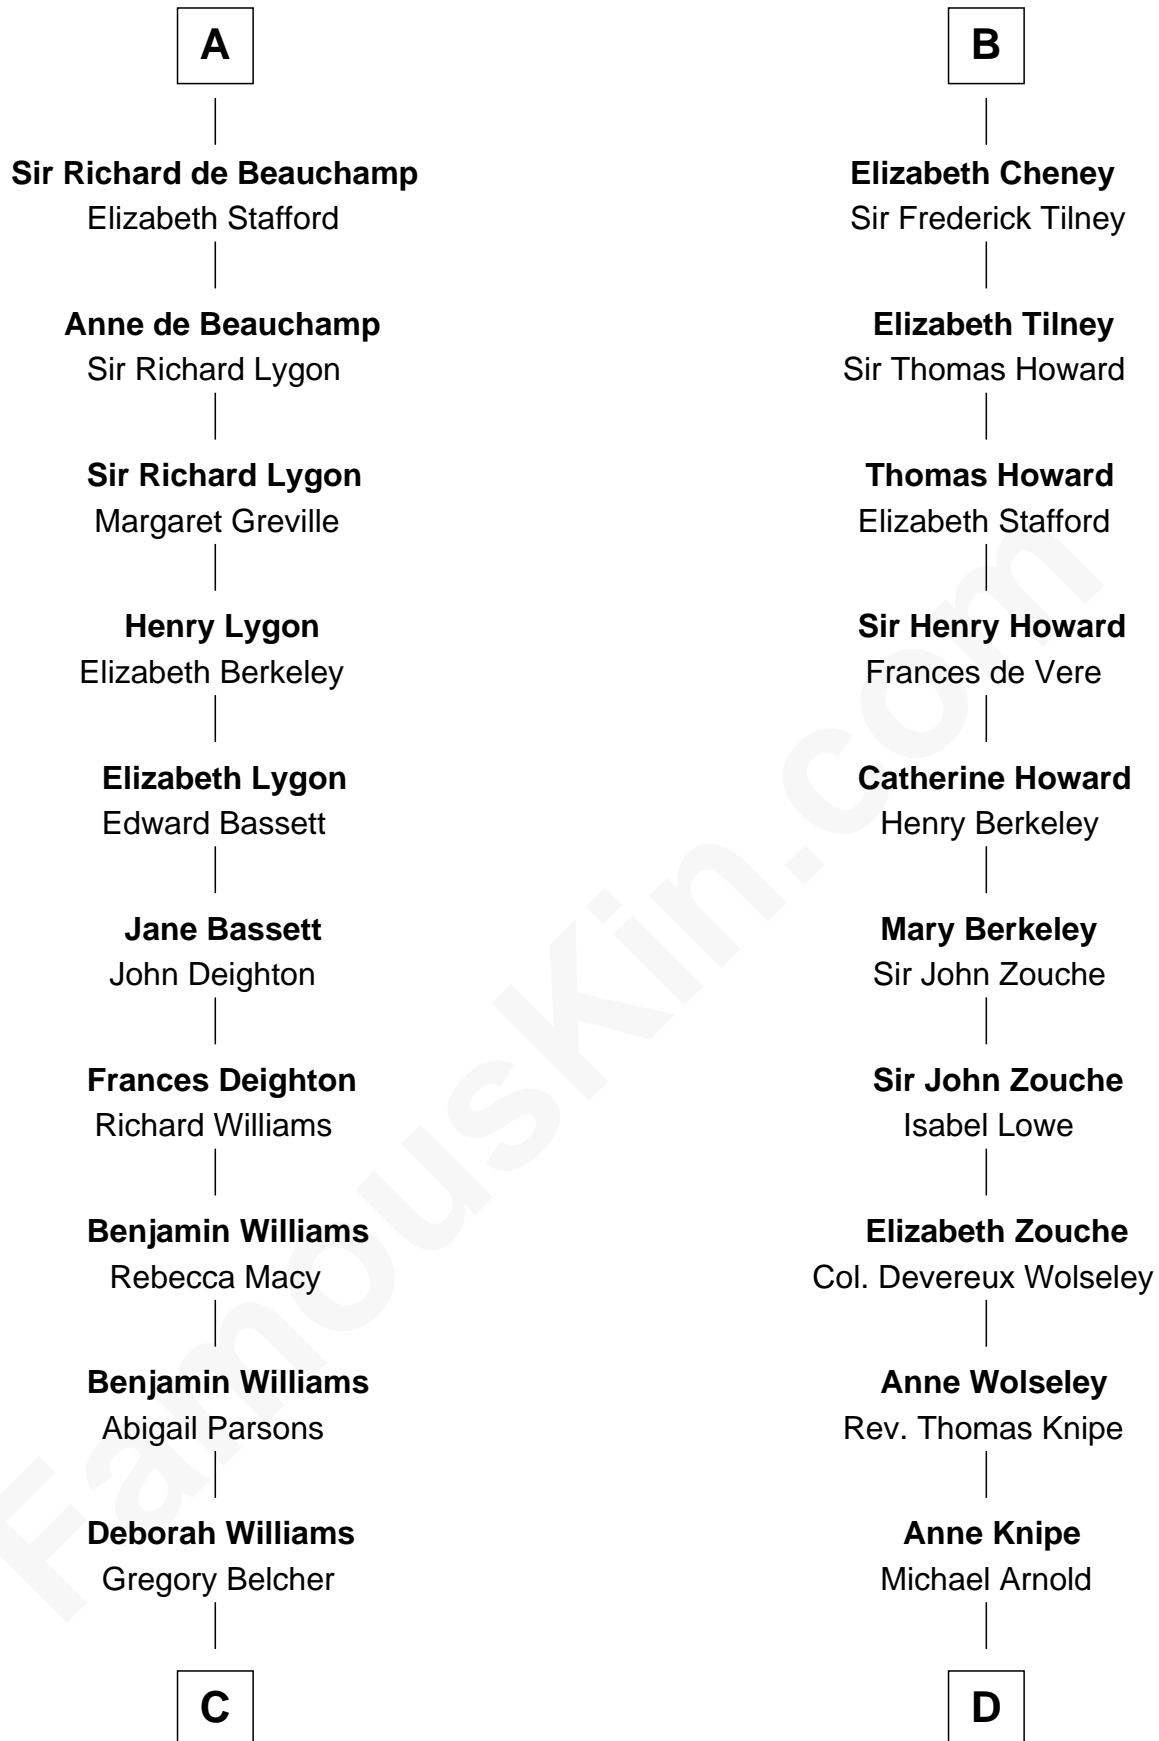 A
Sir Richard de Beauchamp
Elizabeth Stafford
Anne de Beauchamp
Sir Richard Lygon
Sir Richard Lygon
Margaret Greville
Henry Lygon
Elizabeth Berkeley
Elizabeth Lygon
Edward Bassett
Jane Bassett
John Deighton
Frances Deighton
Richard Williams
Benjamin Williams
Rebecca Macy
Benjamin Williams
Abigail Parsons
Deborah Williams
Gregory Belcher
C
B
Elizabeth Cheney
Sir Frederick Tilney
Elizabeth Tilney
Sir Thomas Howard
Thomas Howard
Elizabeth Stafford
Sir Henry Howard
Frances de Vere
Catherine Howard
Henry Berkeley
Mary Berkeley
Sir John Zouche
Sir John Zouche
Isabel Lowe
Elizabeth Zouche
Col. Devereux Wolseley
Anne Wolseley
Rev. Thomas Knipe
Anne Knipe
Michael Arnold
D
FamousKin.com